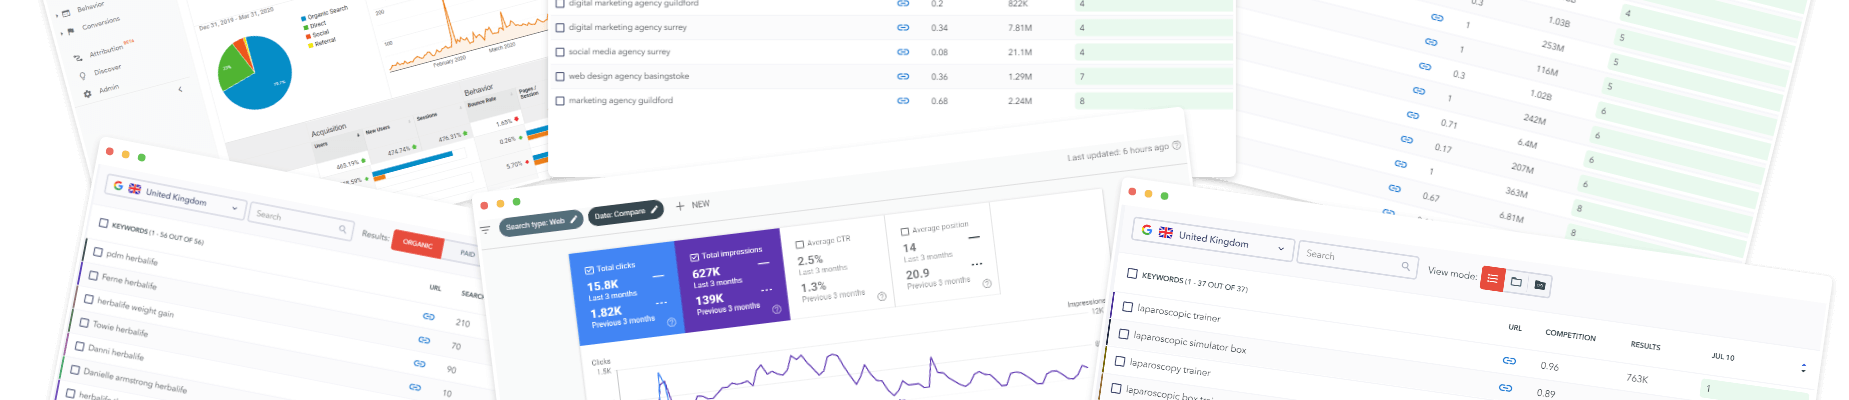 Behavior
Conversions
Attribution BETA
Discover
Admin
Dec 31, 2019 - Mar 31, 2020
Organic Search
Direct
Social
Referral
200
100
February 2020
March 2020
Acquisition
Behavior
Users
New Users
Sessions
Bounce Rate
Pages / Session
465.19%
424.74%
476.31%
1.65%
0.26%
5.70%
digital marketing agency guildford 0.2 822K 4
digital marketing agency surrey 0.34 7.81M 4
social media agency surrey 0.08 21.1M 4
web design agency basingstoke 0.36 1.29M 7
marketing agency guildford 0.68 2.24M 8
0.3 1.03B 4
1 253M 5
1 116M 5
0.3 1.02B 5
1 242M 6
0.71 6.4M 6
0.17 207M 6
1 363M 6
0.67 6.81M 8
8
United Kingdom
Search
Results:
ORGANIC
PAID
KEYWORDS (1 - 56 OUT OF 56)
URL
pdm herbalife 210
Ferne herbalife 70
herbalife weight gain 90
Towie herbalife 10
Danni herbalife
Danielle armstrong herbalife
Last updated: 6 hours ago
Search type: Web
Date: Compare
NEW
Total clicks
15.8K
Last 3 months
1.82K
Previous 3 months
Total impressions
627K
Last 3 months
139K
Previous 3 months
Average CTR
2.5%
Last 3 months
1.3%
Previous 3 months
Average position
14
Last 3 months
20.9
Previous 3 months
Clicks
1.5K
Impressions
United Kingdom
Search
View mode:
KEYWORDS (1 - 37 OUT OF 37)
URL
COMPETITION
RESULTS
JUL 10
laparoscopic trainer 0.96 763K 1
laparoscopic simulator box 0.89
laparoscopy trainer